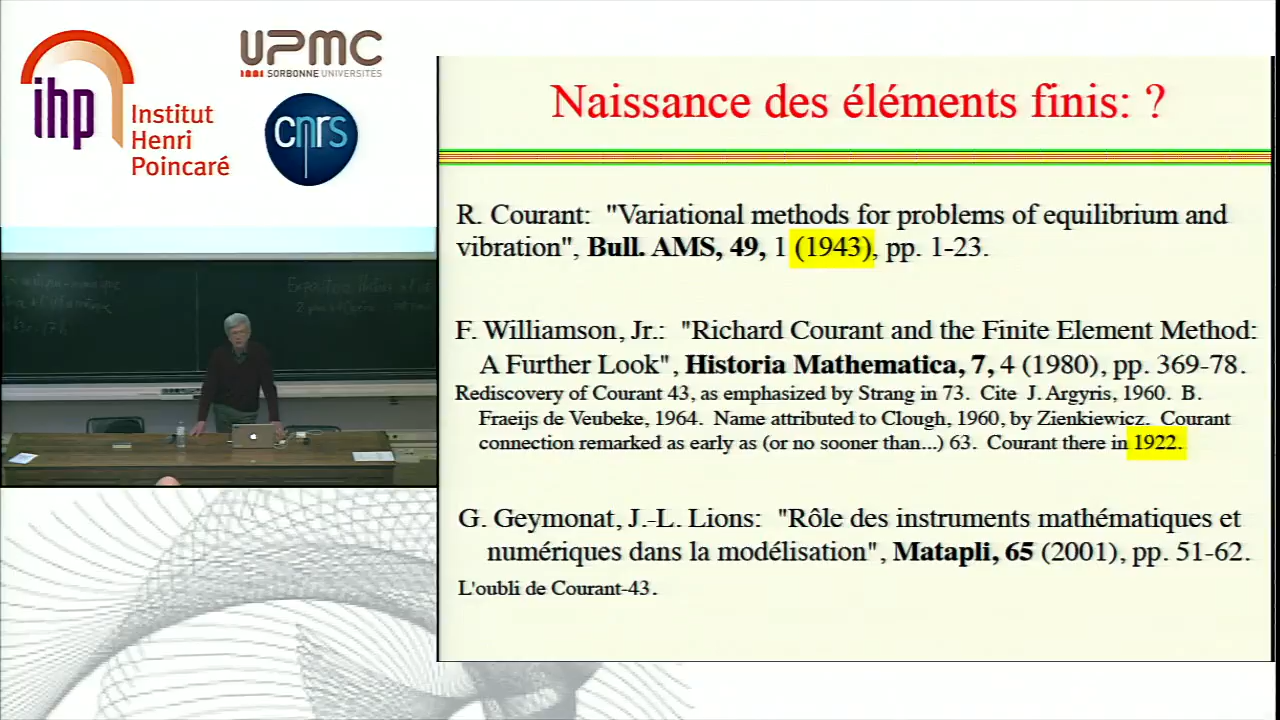 ihp
Institut
Henri
Poincaré
UPMC
SORBONNE UNIVERSITÉS
cnrs
Naissance des éléments finis: ?
R. Courant: "Variational methods for problems of equilibrium and
vibration", Bull. AMS, 49, 1 (1943), pp. 1-23.
F. Williamson, Jr.: "Richard Courant and the Finite Element Method:
A Further Look", Historia Mathematica, 7, 4 (1980), pp. 369-78.
Rediscovery of Courant 43, as emphasized by Strang in 73. Cite J. Argyris, 1960. B.
Fraeijs de Veubeke, 1964. Name attributed to Clough, 1960, by Zienkiewicz. Courant
connection remarked as early as (or no sooner than...) 63. Courant there in 1922.
G. Geymonat, J.-L. Lions: "Rôle des instruments mathématiques et
numériques dans la modélisation", Matapli, 65 (2001), pp. 51-62.
L'oubli de Courant-43.